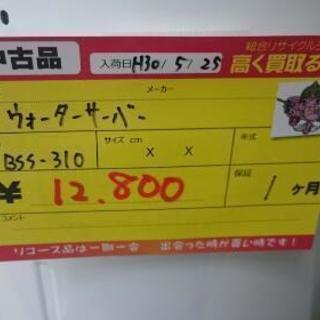 中古品
入荷日 H30/5/25
総合リサイクル
高く買取る
メーカー
ウォーターサーバー
BSS-310
サイズ cm
X X
年式
12.800
保証
1ヶ月
コメント
リユース品は一期一会 出会った時が買い時です!